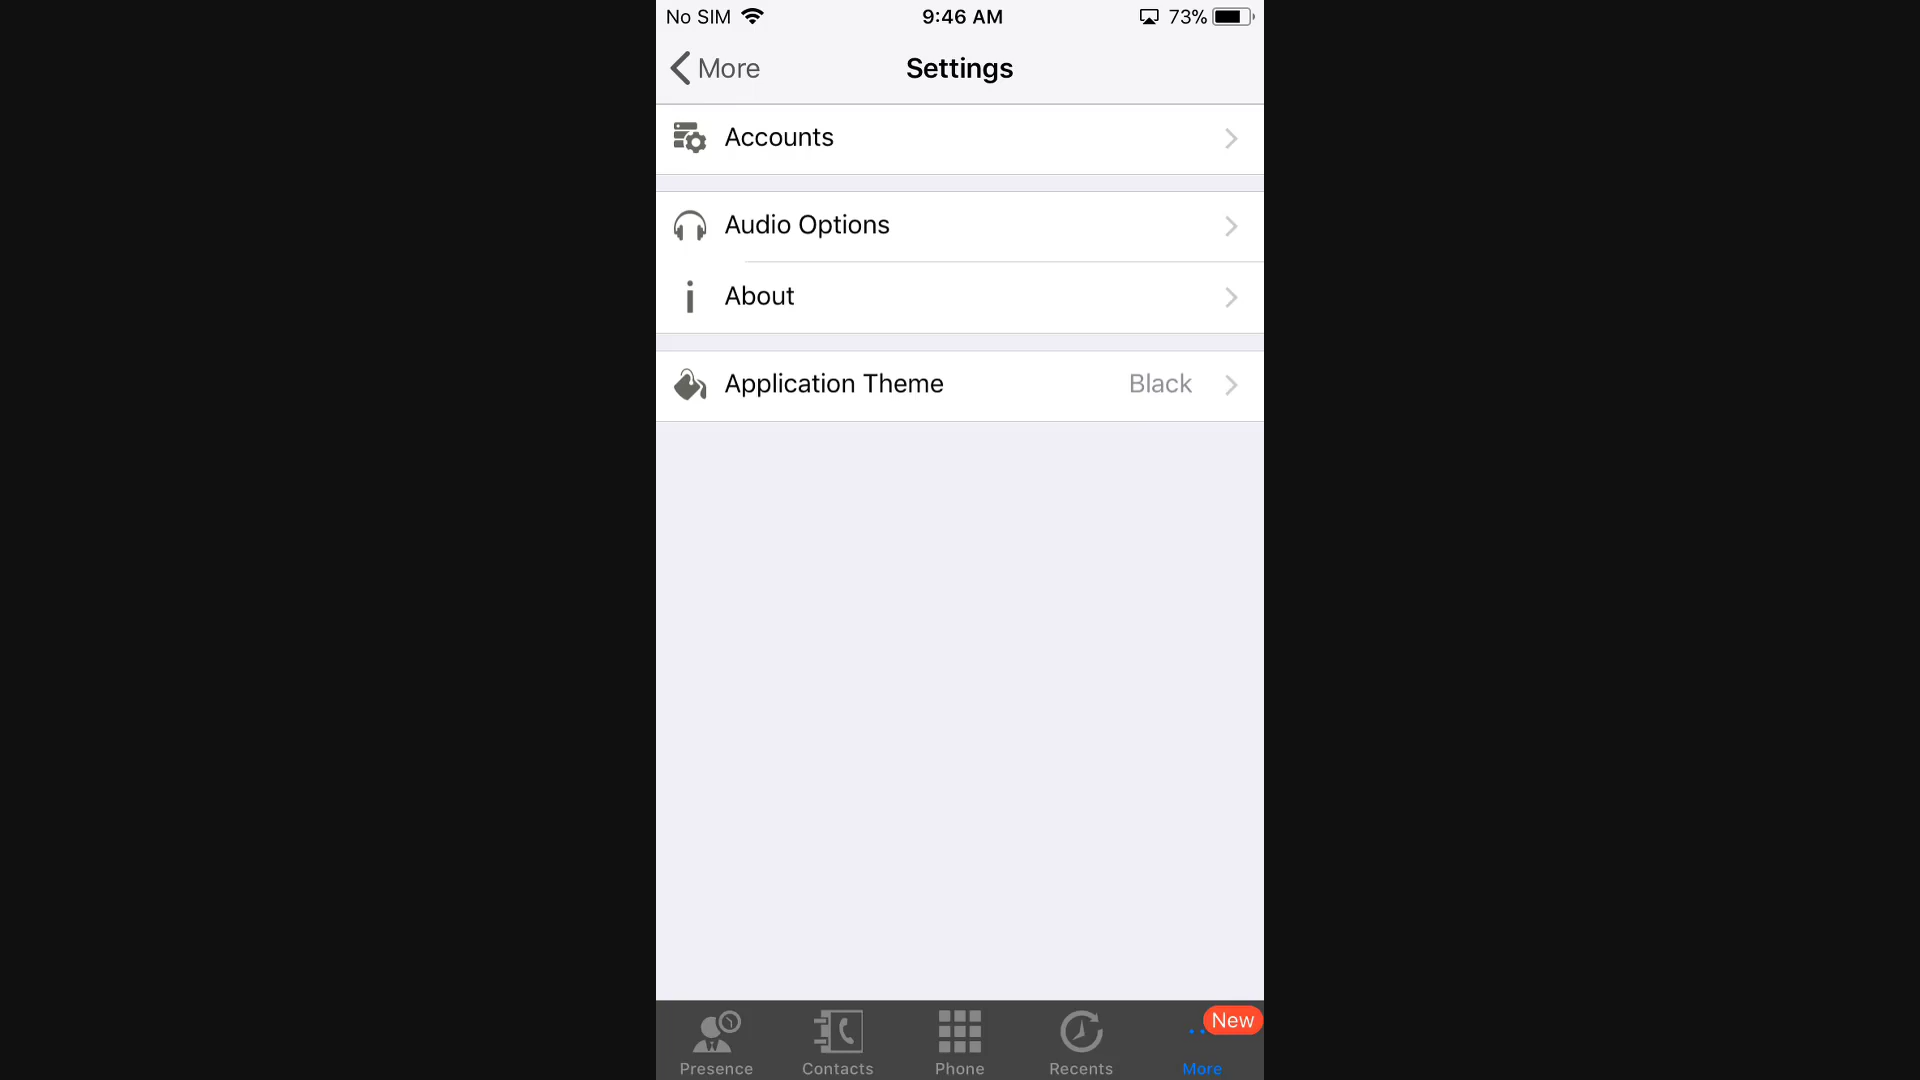 No SIM 9:46 AM 73%
More Settings
Accounts
Audio Options
About
Application Theme Black
New
Presence Contacts Phone Recents More